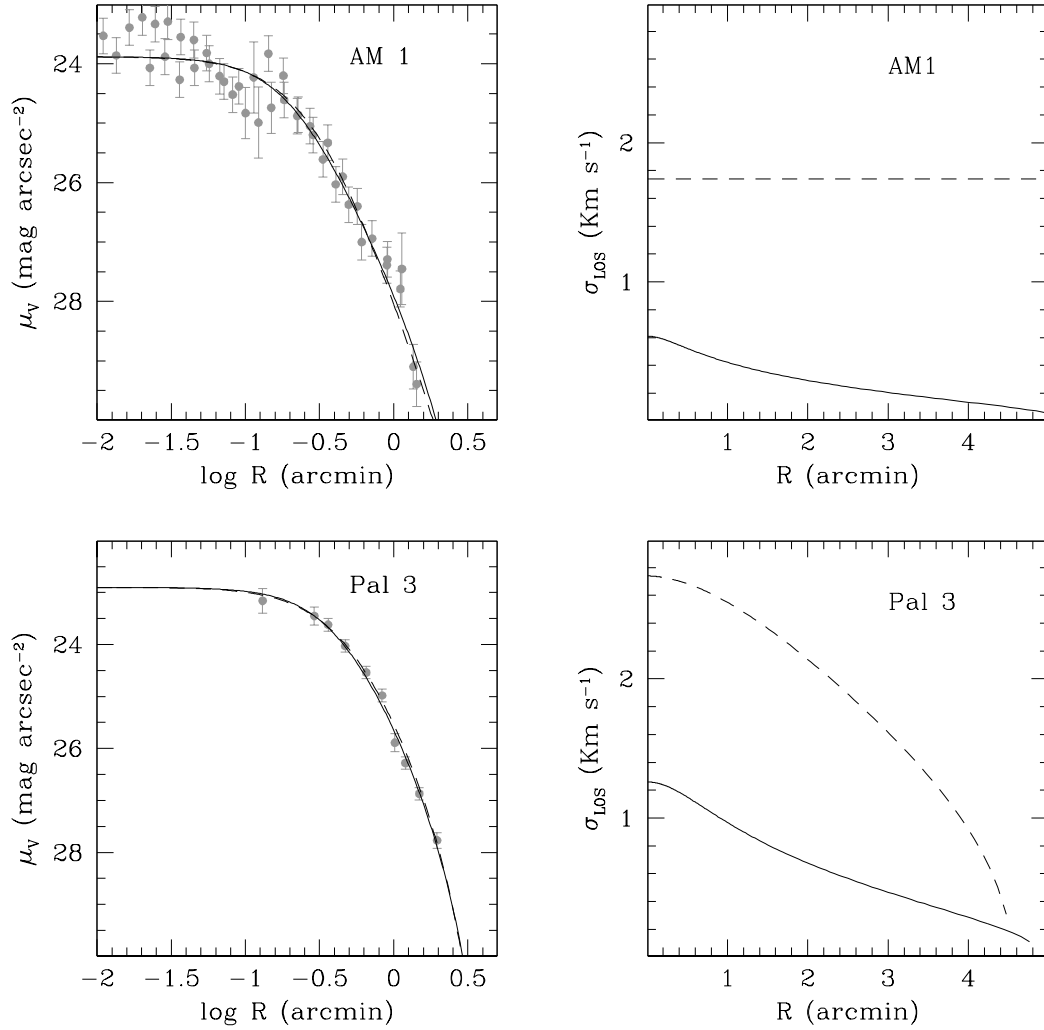 AM 1
24
26
28
μV (mag arcsec−2)
−2 −1.5 −1 −0.5 0 0.5
log R (arcmin)
AM1
2
1
σLOS (Km s−1)
1 2 3 4
R (arcmin)
Pal 3
24
26
28
μV (mag arcsec−2)
−2 −1.5 −1 −0.5 0 0.5
log R (arcmin)
Pal 3
2
1
σLOS (Km s−1)
1 2 3 4
R (arcmin)